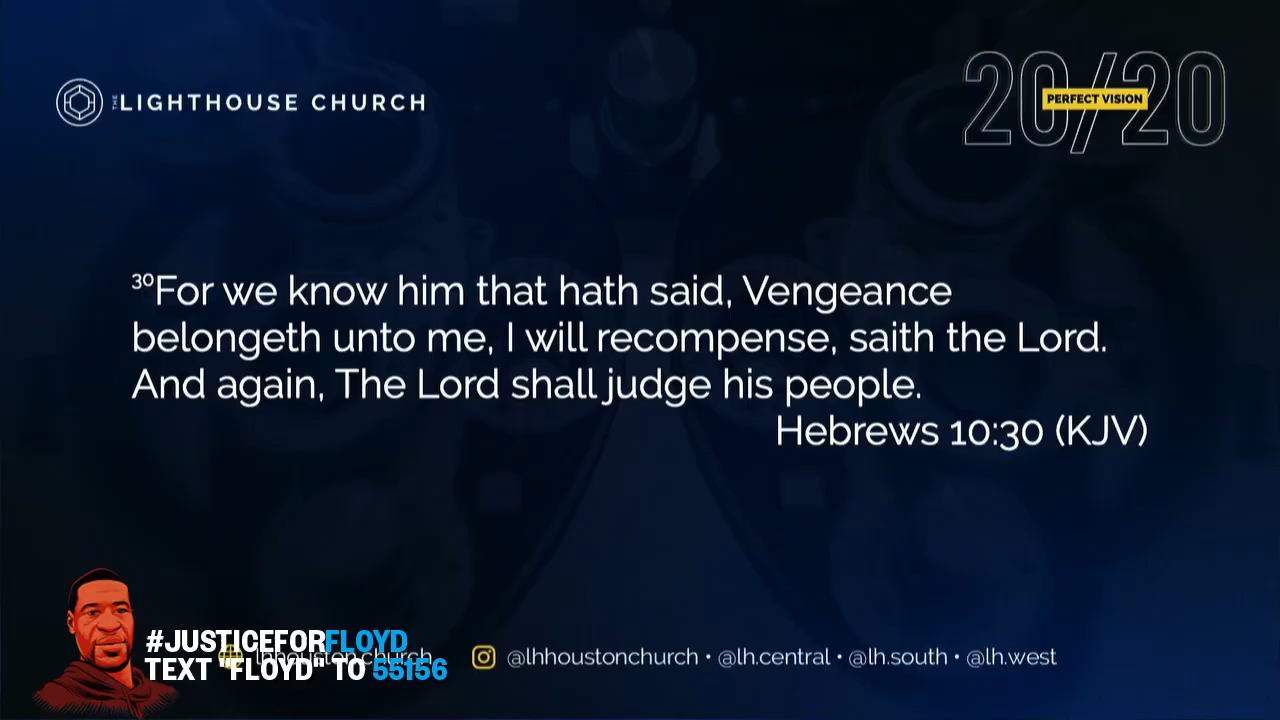 THE LIGHTHOUSE CHURCH
20/20
PERFECT VISION
30For we know him that hath said, Vengeance
belongeth unto me, I will recompense, saith the Lord.
And again, The Lord shall judge his people.
Hebrews 10:30 (KJV)
#JUSTICEFORFLOYD
TEXT "FLOYD" TO 55156
lhhouston.church
@lhhoustonchurch • @lh.central • @lh.south • @lh.west